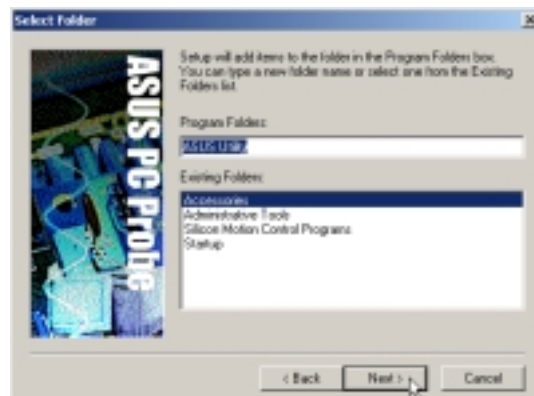 Select Folder
ASUS PC Probe
Setup will add items to the folder in the Program Folders box.
You can type a new folder name or select one from the Existing
Folders list.
Program Folders:
ASUS Utility
Existing Folders:
Accessories
Administrative Tools
Silicon Motion Control Programs
Startup
< Back
Next >
Cancel